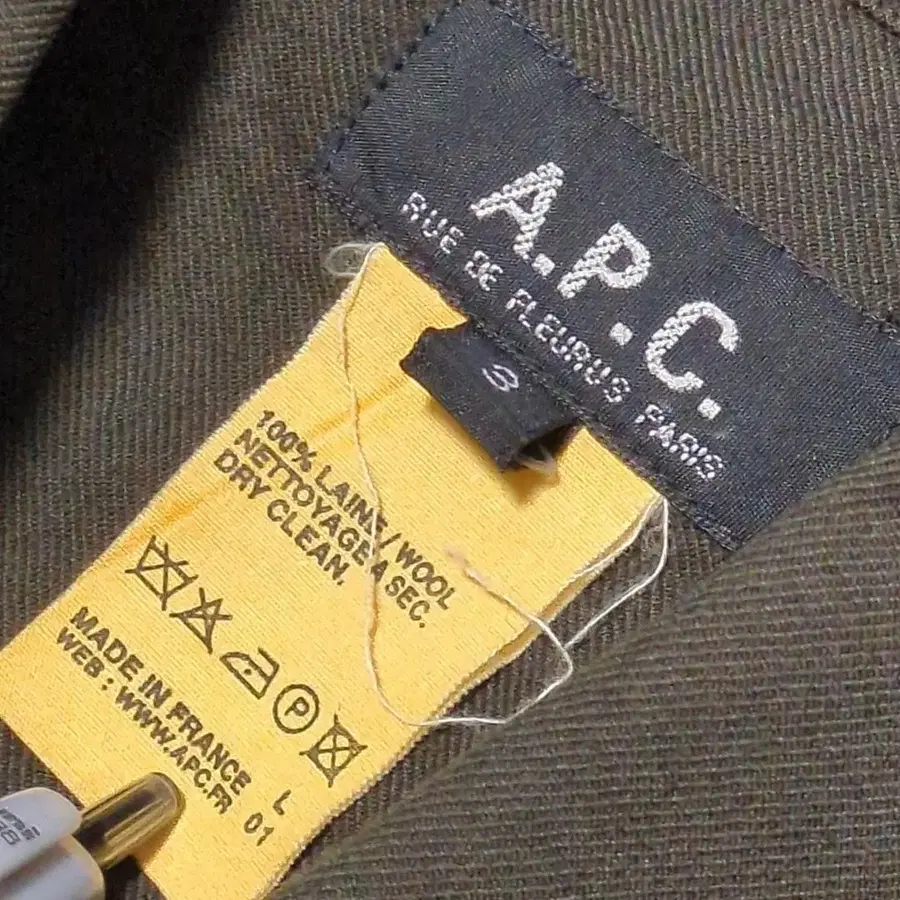 A.P.C.
RUE DE FLEURUS PARIS
3
100% LAINE / WOOL
NETTOYAGE A SEC.
DRY CLEAN.
P
MADE IN FRANCE L
WEB : WWW.APC.FR 01